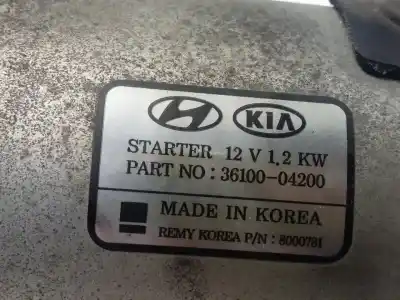 KIA
STARTER 12 V 1,2 KW
PART NO : 36100-04200
MADE IN KOREA
REMY KOREA P/N : 8000781